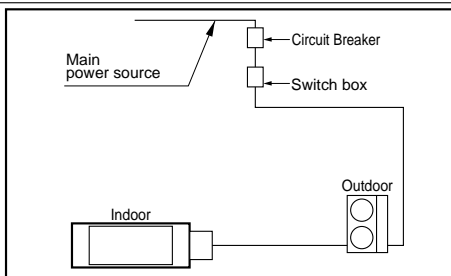 Circuit Breaker
Main
power source
Switch box
Outdoor
Indoor